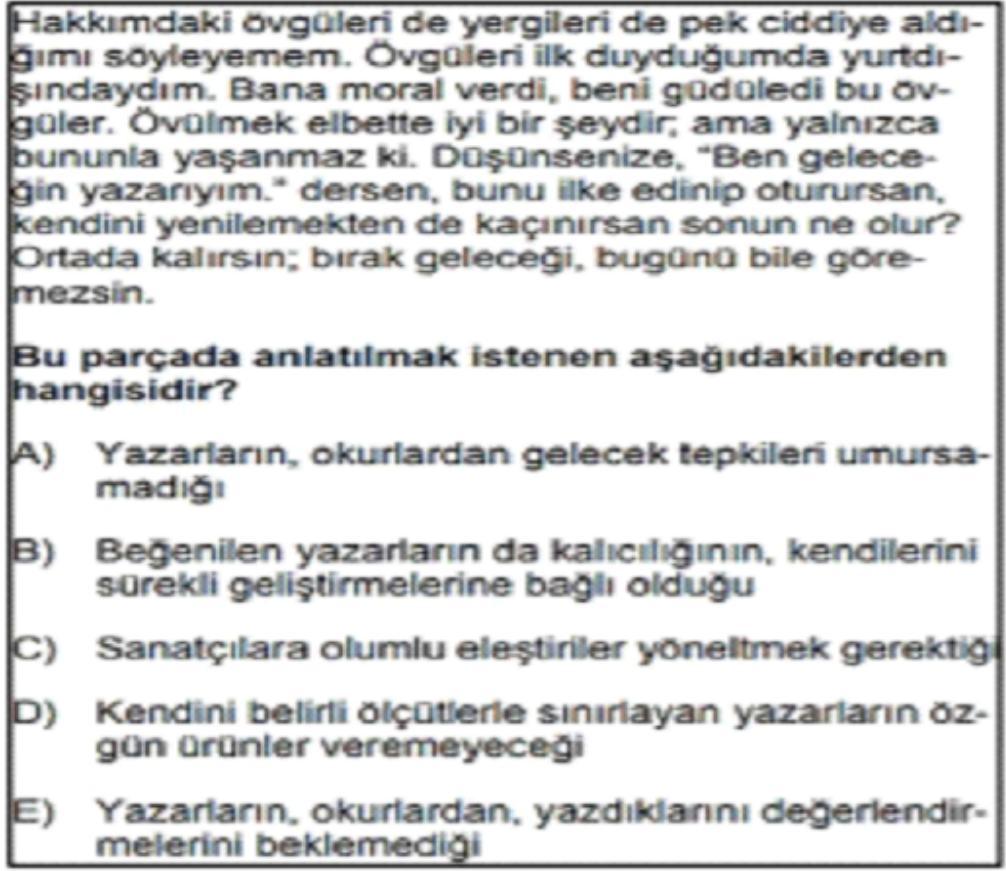 Hakkımdaki övgüleri de yergileri de pek ciddiye aldı-
ğımı söyleyemem. Övgüleri ilk duyduğumda yurtdı-
şındaydım. Bana moral verdi, beni güdüledi bu öv-
güler. Övülmek elbette iyi bir şeydir; ama yalnızca
bununla yaşanmaz ki. Düşünsenize, "Ben gelece-
ğin yazarıyım." dersen, bunu ilke edinip oturursan,
kendini yenilemekten de kaçınırsan sonun ne olur?
Ortada kalırsın; bırak geleceği, bugünü bile göre-
mezsin.
Bu parçada anlatılmak istenen aşağıdakilerden
hangisidir?
A) Yazarların, okurlardan gelecek tepkileri umursa-
madığı
B) Beğenilen yazarların da kalıcılığının, kendilerini
sürekli geliştirmelerine bağlı olduğu
C) Sanatçılara olumlu eleştiriler yöneltmek gerektiği
D) Kendini belirli ölçütlerle sınırlayan yazarların öz-
gün ürünler veremeyeceği
E) Yazarların, okurlardan, yazdıklarını değerlendir-
melerini beklemediği